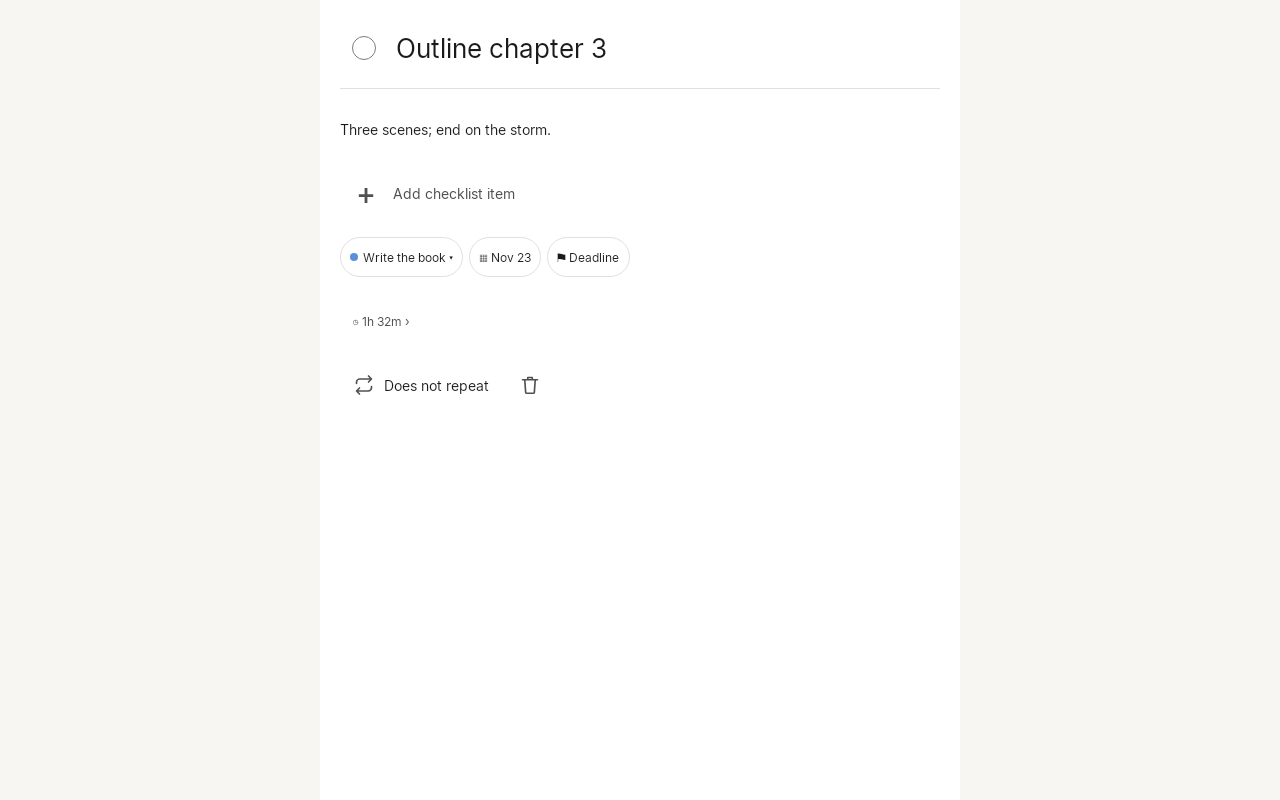 Outline chapter 3
Three scenes; end on the storm.
Add checklist item
Write the book
Nov 23
Deadline
1h 32m
Does not repeat